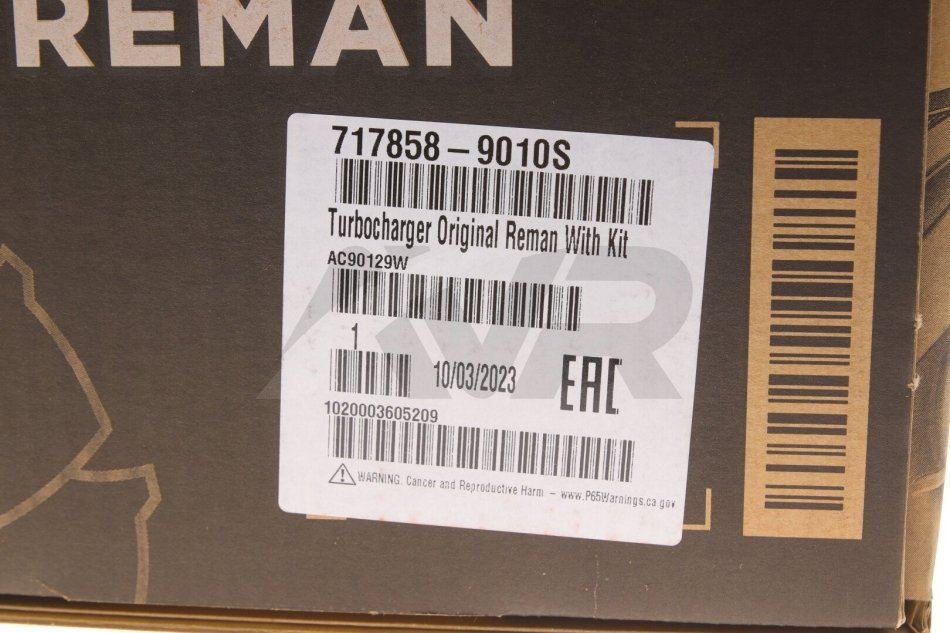 REMAN
717858 – 9010S
Turbocharger Original Reman With Kit
AC90129W
1
10/03/2023
EAC
1020003605209
WARNING. Cancer and Reproductive Harm – www.P65Warnings.ca.gov
AVR